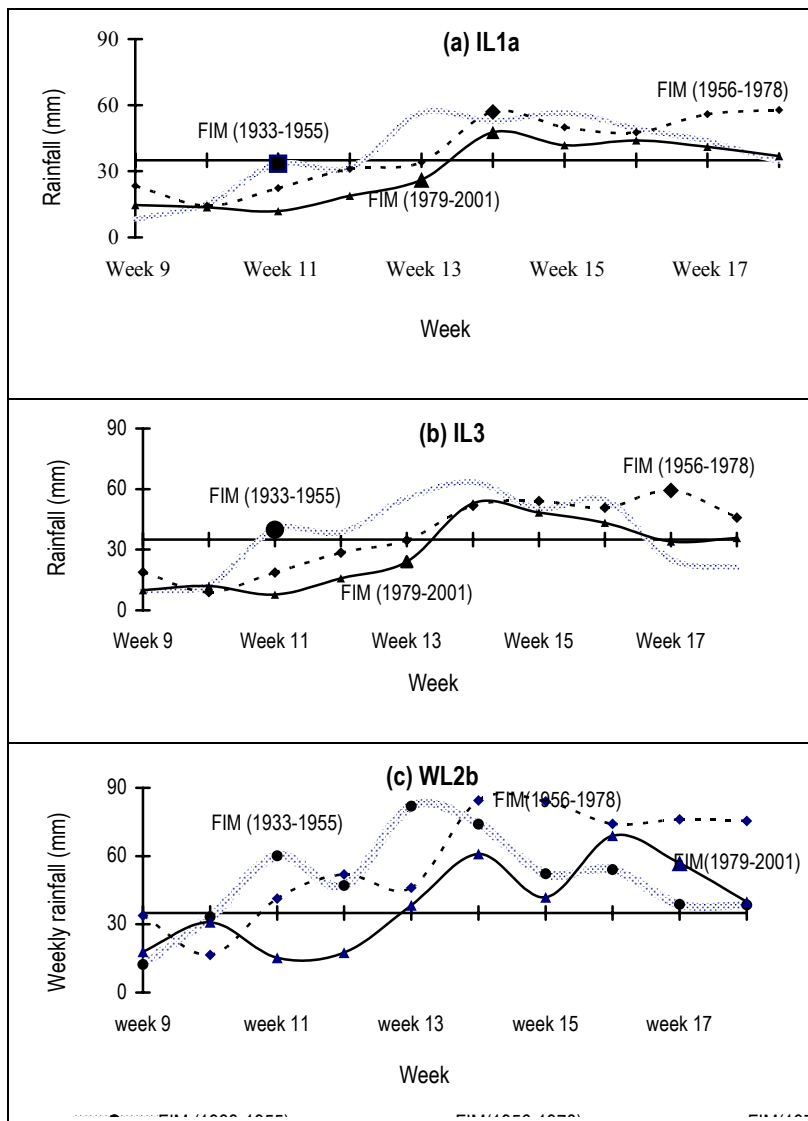 (a) IL1a
Rainfall (mm)
90
60
30
0
FIM (1933-1955)
FIM (1956-1978)
FIM (1979-2001)
Week 9
Week 11
Week 13
Week 15
Week 17
Week
(b) IL3
Rainfall (mm)
90
60
30
0
FIM (1933-1955)
FIM (1956-1978)
FIM (1979-2001)
Week 9
Week 11
Week 13
Week 15
Week 17
Week
(c) WL2b
Weekly rainfall (mm)
90
60
30
0
FIM (1933-1955)
FIM(1956-1978)
FIM(1979-2001)
week 9
week 11
week 13
week 15
week 17
Week